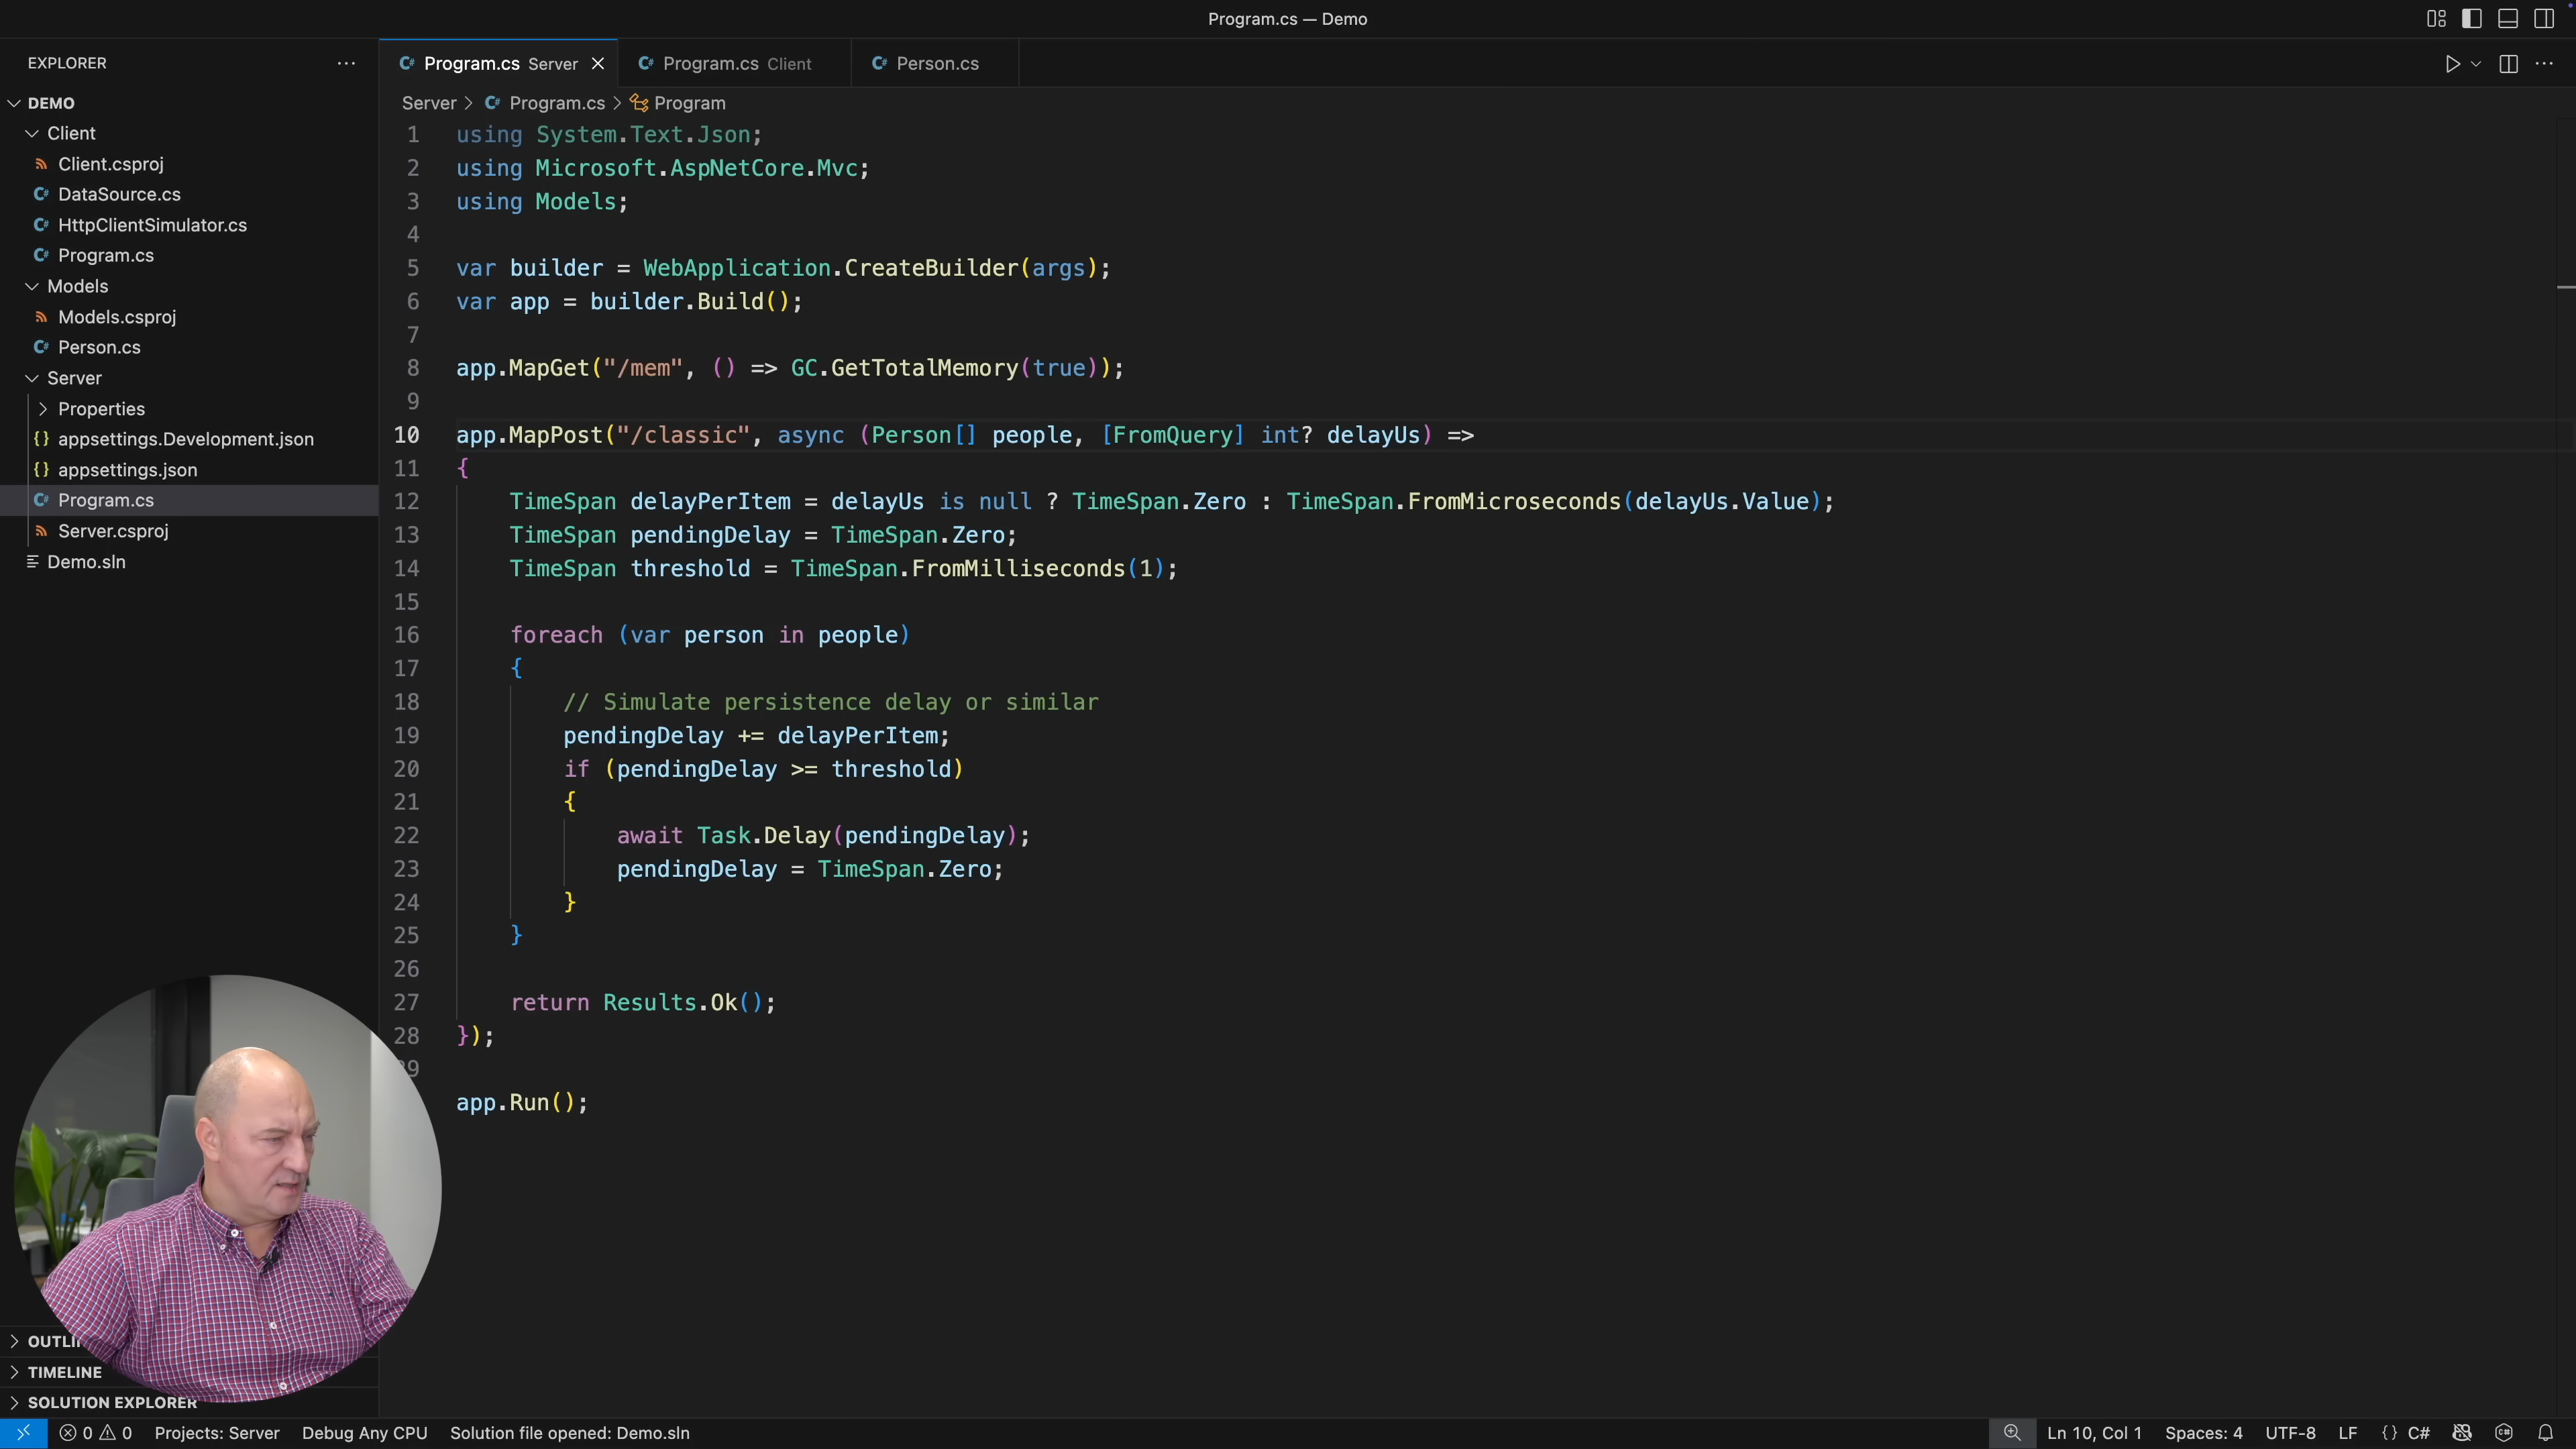 Program.cs — Demo
EXPLORER
DEMO
Client
Client.csproj
DataSource.cs
HttpClientSimulator.cs
Program.cs
Models
Models.csproj
Person.cs
Server
Properties
appsettings.Development.json
appsettings.json
Program.cs
Server.csproj
Demo.sln
TIMELINE
SOLUTION EXPLORER
Program.cs Server
Program.cs Client
Person.cs
Server > Program.cs > Program
1 using System.Text.Json;
2 using Microsoft.AspNetCore.Mvc;
3 using Models;
4
5 var builder = WebApplication.CreateBuilder(args);
6 var app = builder.Build();
7
8 app.MapGet("/mem", () => GC.GetTotalMemory(true));
9
10 app.MapPost("/classic", async (Person[] people, [FromQuery] int? delayUs) =>
11 {
12 TimeSpan delayPerItem = delayUs is null ? TimeSpan.Zero : TimeSpan.FromMicroseconds(delayUs.Value);
13 TimeSpan pendingDelay = TimeSpan.Zero;
14 TimeSpan threshold = TimeSpan.FromMilliseconds(1);
15
16 foreach (var person in people)
17 {
18 // Simulate persistence delay or similar
19 pendingDelay += delayPerItem;
20 if (pendingDelay >= threshold)
21 {
22 await Task.Delay(pendingDelay);
23 pendingDelay = TimeSpan.Zero;
24 }
25 }
26
27 return Results.Ok();
28 });
app.Run();
0 0 Projects: Server Debug Any CPU Solution file opened: Demo.sln Ln 10, Col 1 Spaces: 4 UTF-8 LF {} C#